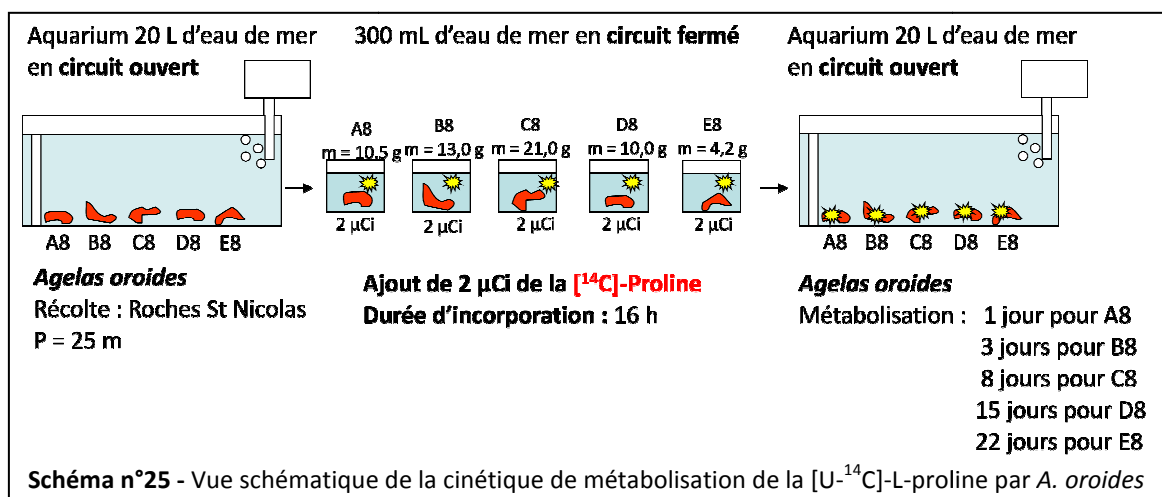 Aquarium 20 L d'eau de mer
en circuit ouvert
300 mL d'eau de mer en circuit fermé
Aquarium 20 L d'eau de mer
en circuit ouvert
A8
m = 10,5 g
B8
m = 13,0 g
C8
m = 21,0 g
D8
m = 10,0 g
E8
m = 4,2 g
2 µCi
2 µCi
2 µCi
2 µCi
2 µCi
A8 B8 C8 D8 E8
A8 B8 C8 D8 E8
Agelas oroides
Récolte : Roches St Nicolas
P = 25 m
Ajout de 2 µCi de la [¹⁴C]-Proline
Durée d'incorporation : 16 h
Agelas oroides
Métabolisation : 1 jour pour A8
3 jours pour B8
8 jours pour C8
15 jours pour D8
22 jours pour E8
Schéma n°25 - Vue schématique de la cinétique de métabolisation de la [U-¹⁴C]-L-proline par A. oroides